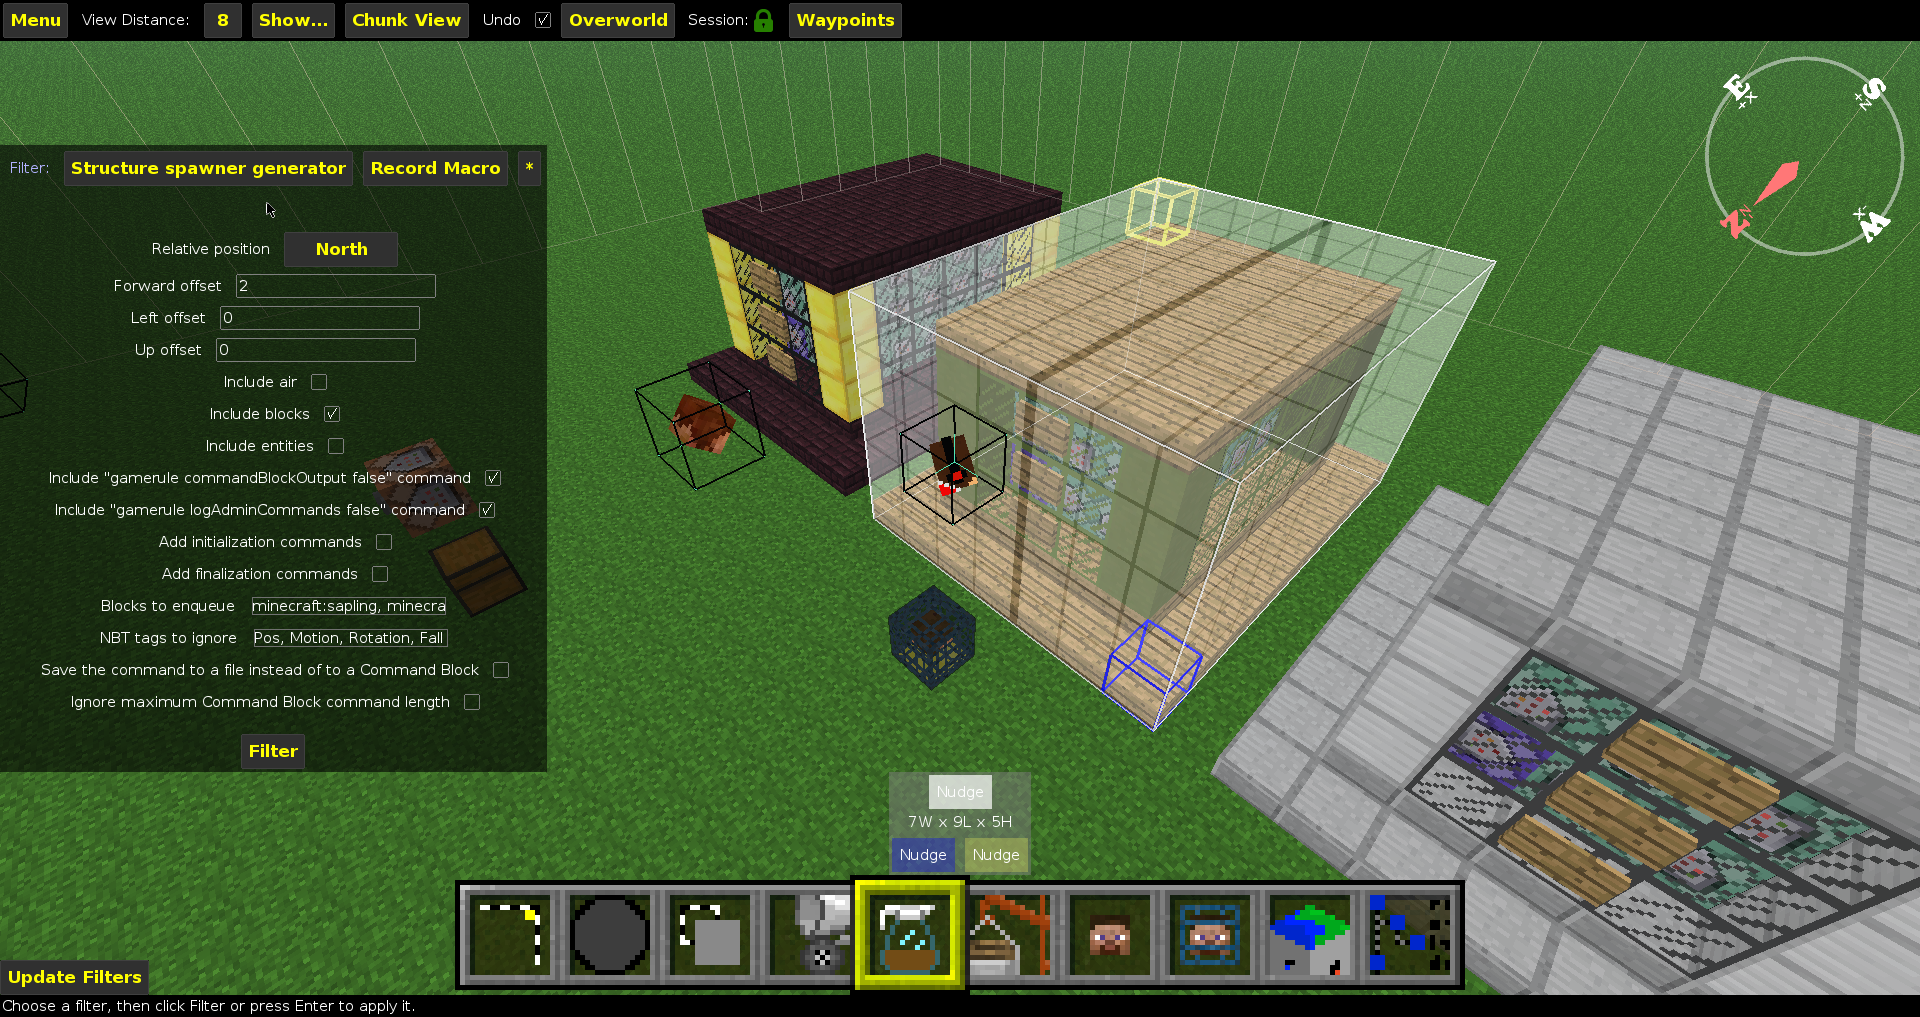 Menu View Distance: 8 Show... Chunk View Undo Overworld Session: Waypoints
E
+X
S
+Z
N
-Z
W
-X
Filter: Structure spawner generator Record Macro *
Relative position North
Forward offset 2
Left offset 0
Up offset 0
Include air
Include blocks
Include entities
Include "gamerule commandBlockOutput false" command
Include "gamerule logAdminCommands false" command
Add initialization commands
Add finalization commands
Blocks to enqueue minecraft:sapling, minecra
NBT tags to ignore Pos, Motion, Rotation, Fall
Save the command to a file instead of to a Command Block
Ignore maximum Command Block command length
Filter
Nudge
7W x 9L x 5H
Nudge Nudge
Update Filters
Choose a filter, then click Filter or press Enter to apply it.